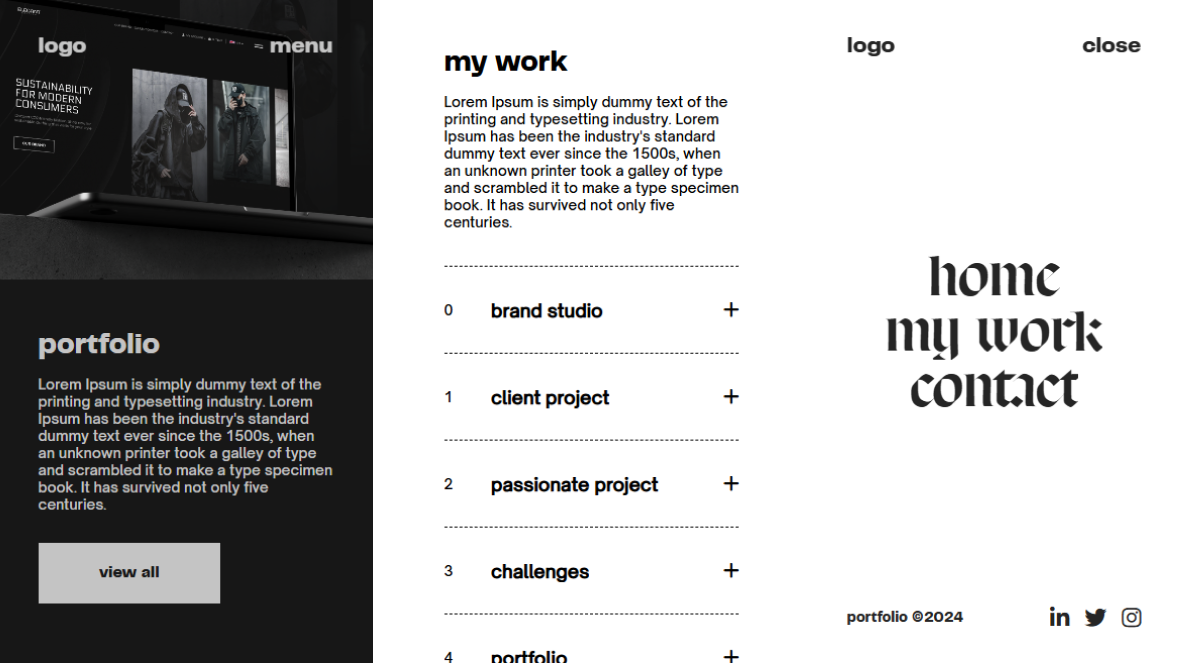 logo
menu
SUSTAINABILITY
FOR MODERN
CONSUMERS
portfolio
Lorem Ipsum is simply dummy text of the
printing and typesetting industry. Lorem
Ipsum has been the industry's standard
dummy text ever since the 1500s, when
an unknown printer took a galley of type
and scrambled it to make a type specimen
book. It has survived not only five
centuries.
view all
my work
Lorem Ipsum is simply dummy text of the
printing and typesetting industry. Lorem
Ipsum has been the industry's standard
dummy text ever since the 1500s, when
an unknown printer took a galley of type
and scrambled it to make a type specimen
book. It has survived not only five
centuries.
0 brand studio +
1 client project +
2 passionate project +
3 challenges +
4 portfolio +
logo
close
home
my work
contact
portfolio ©2024
in